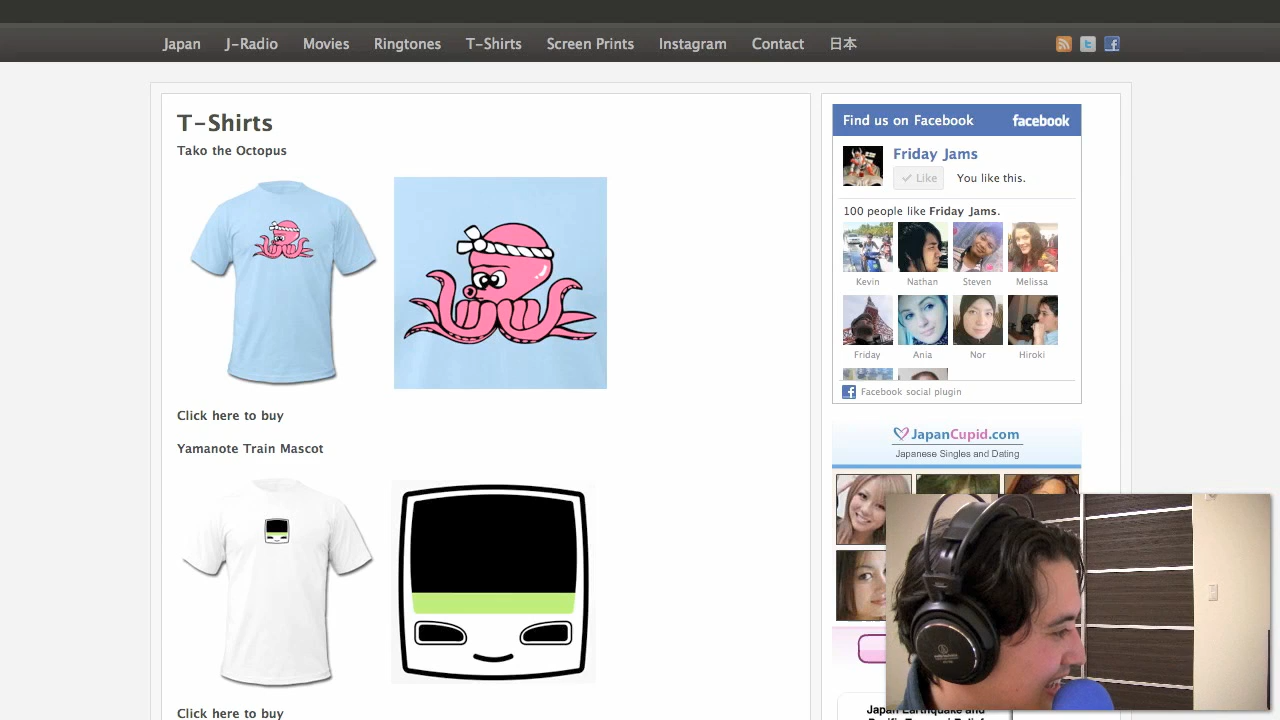 Japan J-Radio Movies Ringtones T-Shirts Screen Prints Instagram Contact 日本
T-Shirts
Tako the Octopus
Click here to buy
Yamanote Train Mascot
Click here to buy
Find us on Facebook facebook
Friday Jams
Like You like this.
100 people like Friday Jams.
Kevin Nathan Steven Melissa
Friday Ania Nor Hiroki
Facebook social plugin
JapanCupid.com
Japanese Singles and Dating
Japan Earthquake and